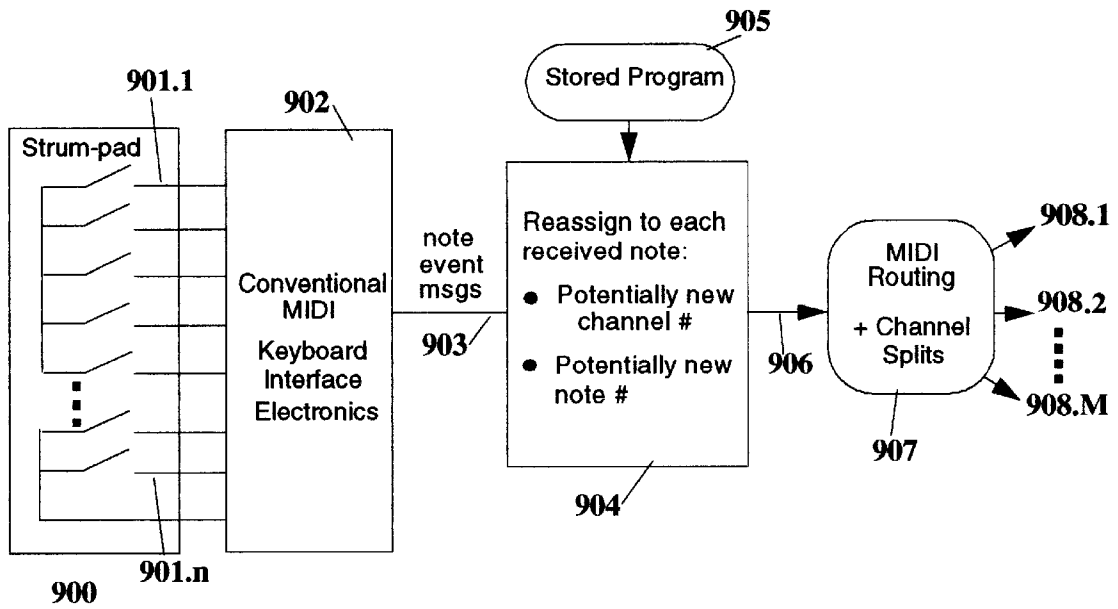 905
Stored Program
901.1
902
Strum-pad
Conventional
MIDI
Keyboard
Interface
Electronics
note
event
msgs
903
Reassign to each
received note:
● Potentially new
channel #
● Potentially new
note #
904
906
MIDI
Routing
+ Channel
Splits
907
908.1
908.2
908.M
900
901.n